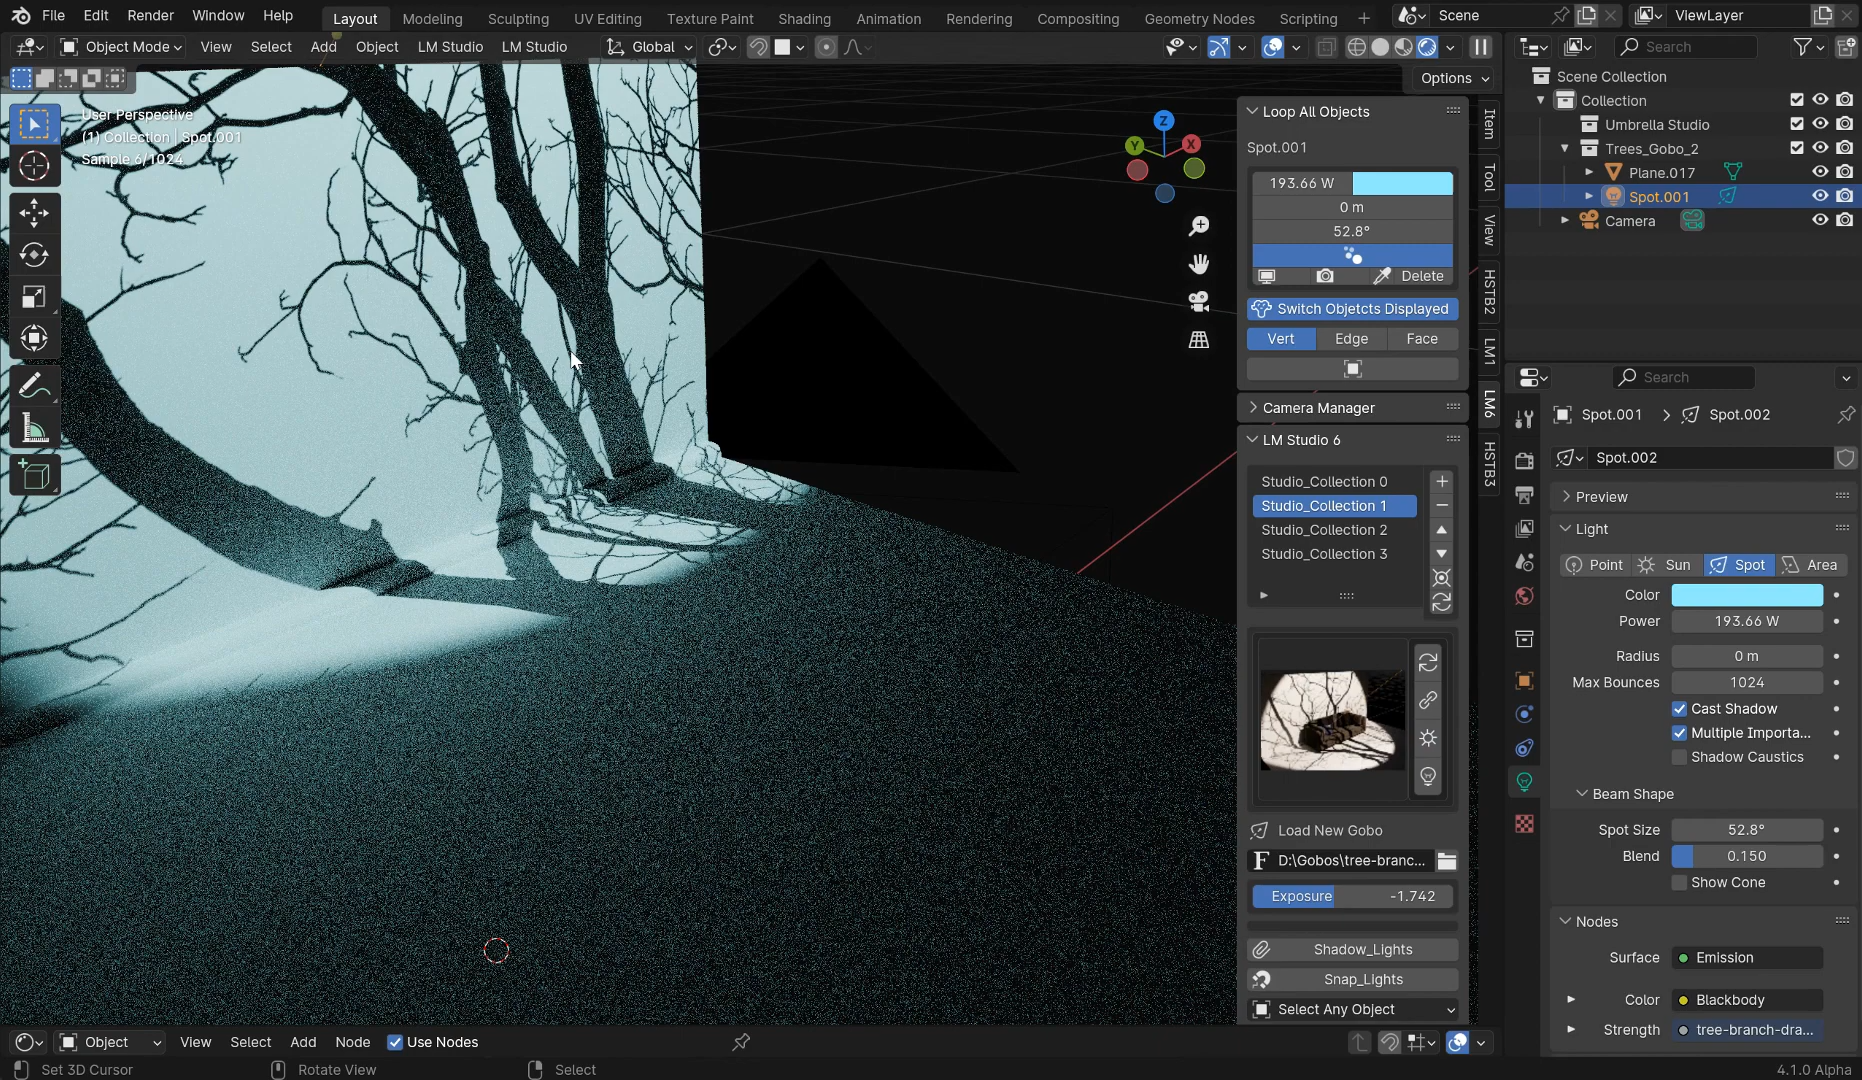 File Edit Render Window Help Layout Modeling Sculpting UV Editing Texture Paint Shading Animation Rendering Compositing Geometry Nodes Scripting + Scene ViewLayer
Object Mode View Select Add Object LM Studio LM Studio Global Search
Options
User Perspective
(1) Collection | Spot.001
Sample 6/1024
Z
Y X
Loop All Objects
Spot.001
193.66 W
0 m
52.8°
Delete
Switch Objetcts Displayed
Vert Edge Face
Camera Manager
LM Studio 6
Studio_Collection 0
Studio_Collection 1
Studio_Collection 2
Studio_Collection 3
Load New Gobo
F D:\Gobos\tree-branc...
Exposure -1.742
Shadow_Lights
Snap_Lights
Select Any Object
Item
Tool
View
HSTB2
LM1
LM6
HSTB3
Scene Collection
Collection
Umbrella Studio
Trees_Gobo_2
Plane.017
Spot.001
Camera
Search
Spot.001 > Spot.002
Spot.002
Preview
Light
Point Sun Spot Area
Color
Power 193.66 W
Radius 0 m
Max Bounces 1024
Cast Shadow
Multiple Importa...
Shadow Caustics
Beam Shape
Spot Size 52.8°
Blend 0.150
Show Cone
Nodes
Surface Emission
Color Blackbody
Strength tree-branch-dra...
Object View Select Add Node Use Nodes
Set 3D Cursor Rotate View Select 4.1.0 Alpha